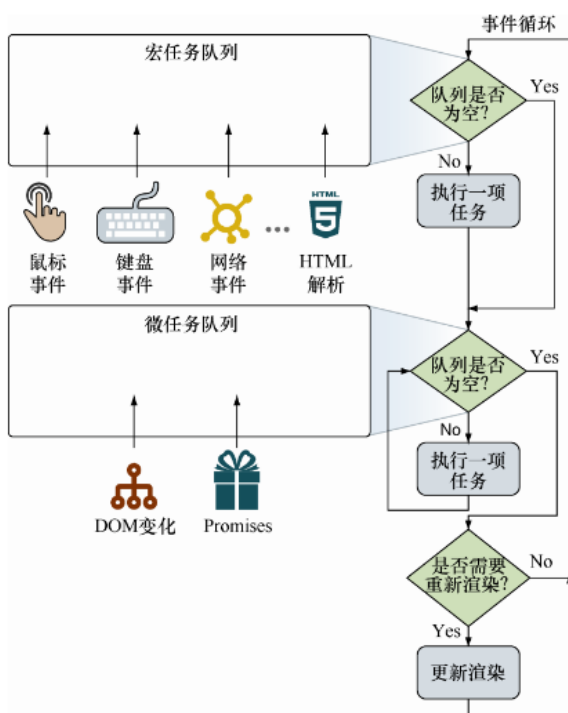 事件循环
宏任务队列
队列是否
为空?
Yes
No
执行一项
任务
HTML
5
鼠标
事件
键盘
事件
网络
事件
...
HTML
解析
微任务队列
队列是否
为空?
Yes
No
执行一项
任务
DOM变化
Promises
是否需要
重新渲染?
No
Yes
更新渲染